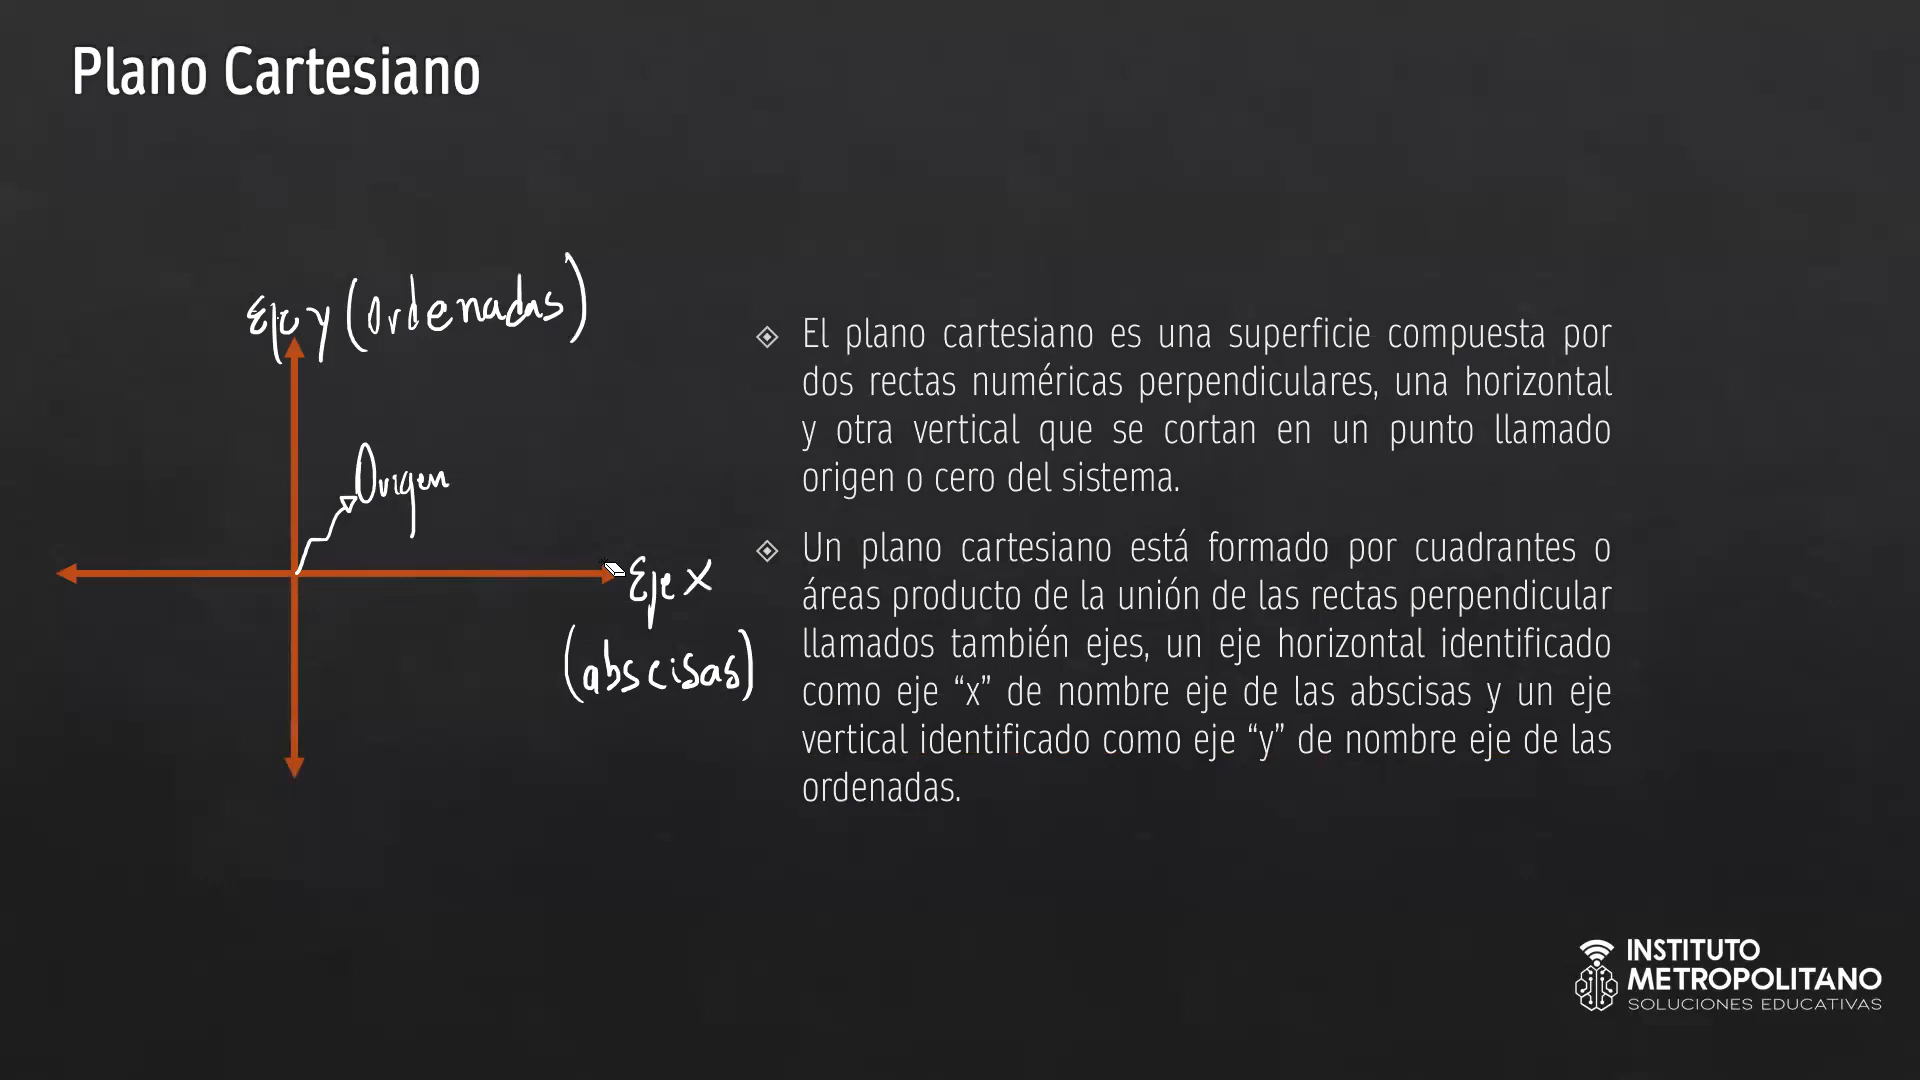 Plano Cartesiano
Eje y (Ordenadas)
Origen
Eje x
(abscisas)
El plano cartesiano es una superficie compuesta por
dos rectas numéricas perpendiculares, una horizontal
y otra vertical que se cortan en un punto llamado
origen o cero del sistema.
Un plano cartesiano está formado por cuadrantes o
áreas producto de la unión de las rectas perpendicular
llamados también ejes, un eje horizontal identificado
como eje “x” de nombre eje de las abscisas y un eje
vertical identificado como eje “y” de nombre eje de las
ordenadas.
INSTITUTO
METROPOLITANO
SOLUCIONES EDUCATIVAS